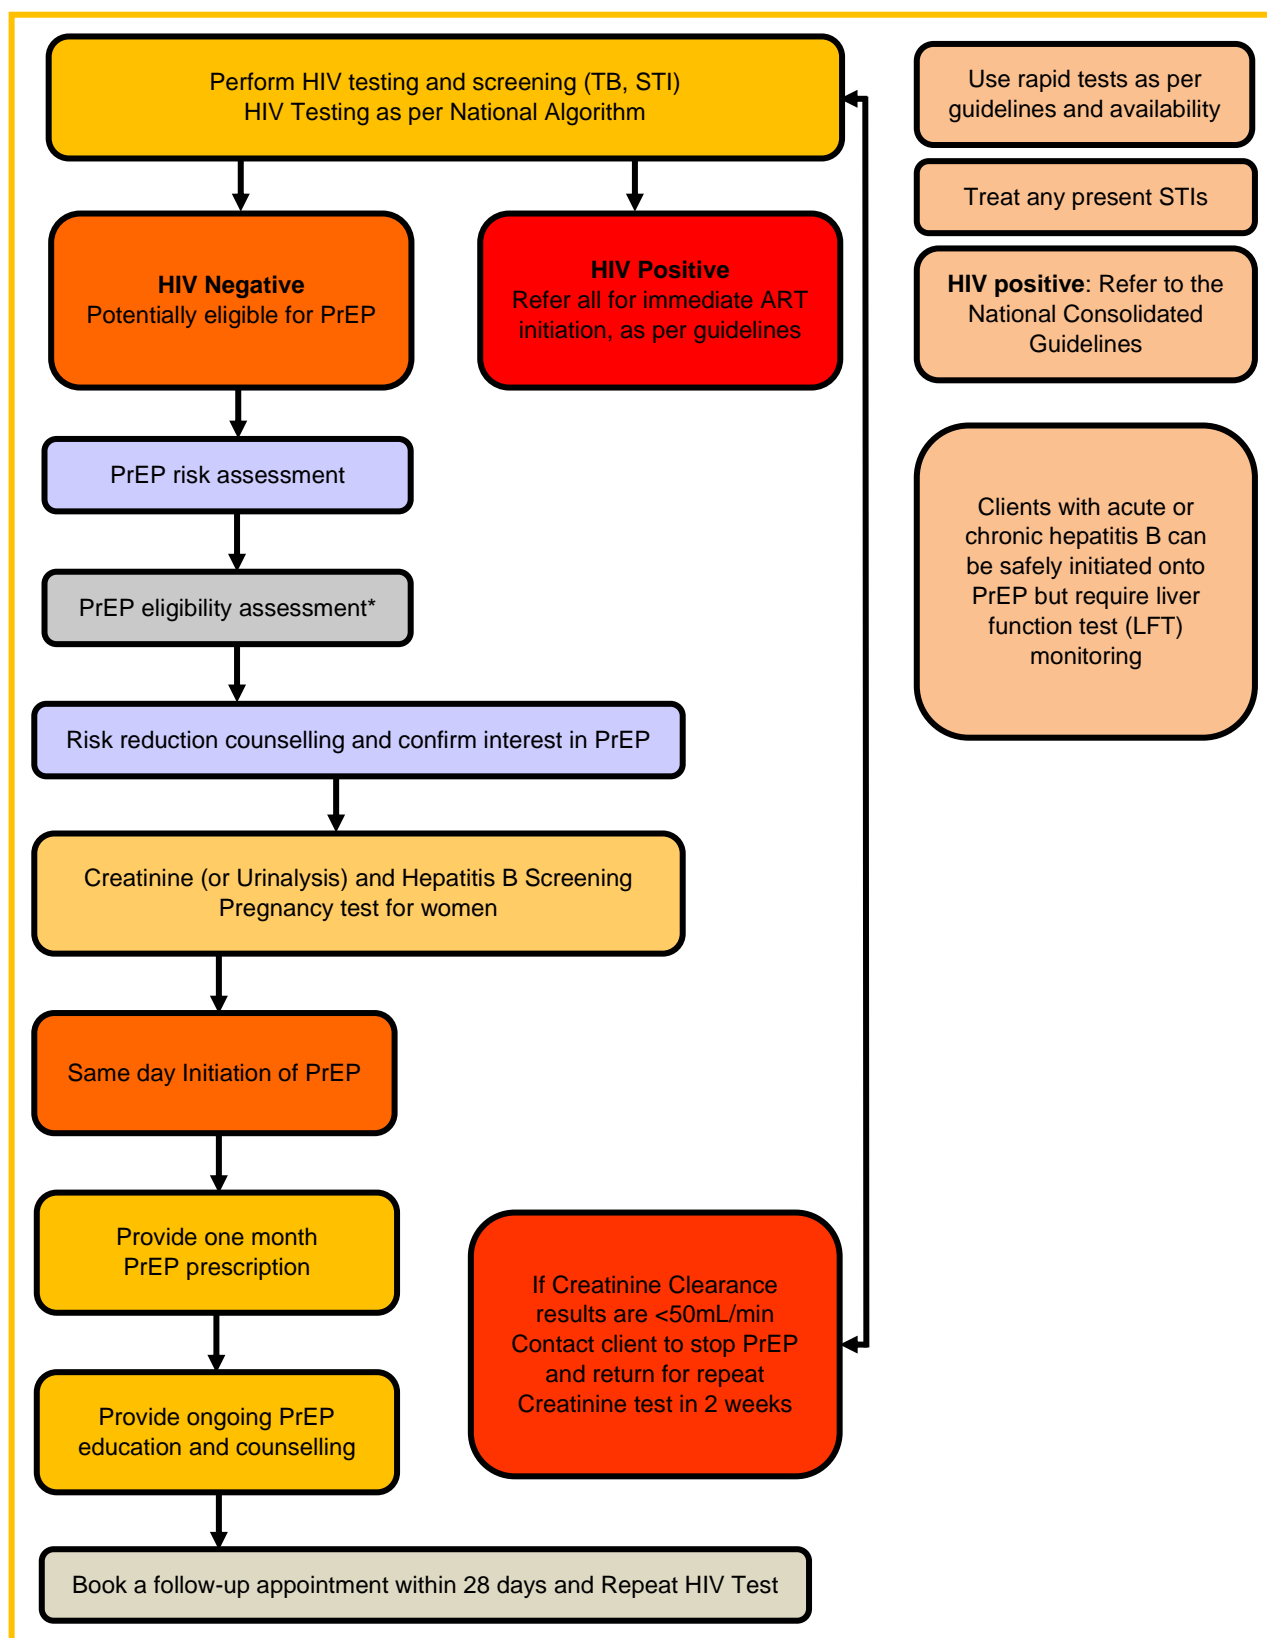 Perform HIV testing and screening (TB, STI)
HIV Testing as per National Algorithm
Use rapid tests as per
guidelines and availability
Treat any present STIs
HIV Negative
Potentially eligible for PrEP
HIV Positive
Refer all for immediate ART
initiation, as per guidelines
HIV positive: Refer to the
National Consolidated
Guidelines
PrEP risk assessment
PrEP eligibility assessment*
Clients with acute or
chronic hepatitis B can
be safely initiated onto
PrEP but require liver
function test (LFT)
monitoring
Risk reduction counselling and confirm interest in PrEP
Creatinine (or Urinalysis) and Hepatitis B Screening
Pregnancy test for women
Same day Initiation of PrEP
Provide one month
PrEP prescription
If Creatinine Clearance
results are <50mL/min
Contact client to stop PrEP
and return for repeat
Creatinine test in 2 weeks
Provide ongoing PrEP
education and counselling
Book a follow-up appointment within 28 days and Repeat HIV Test